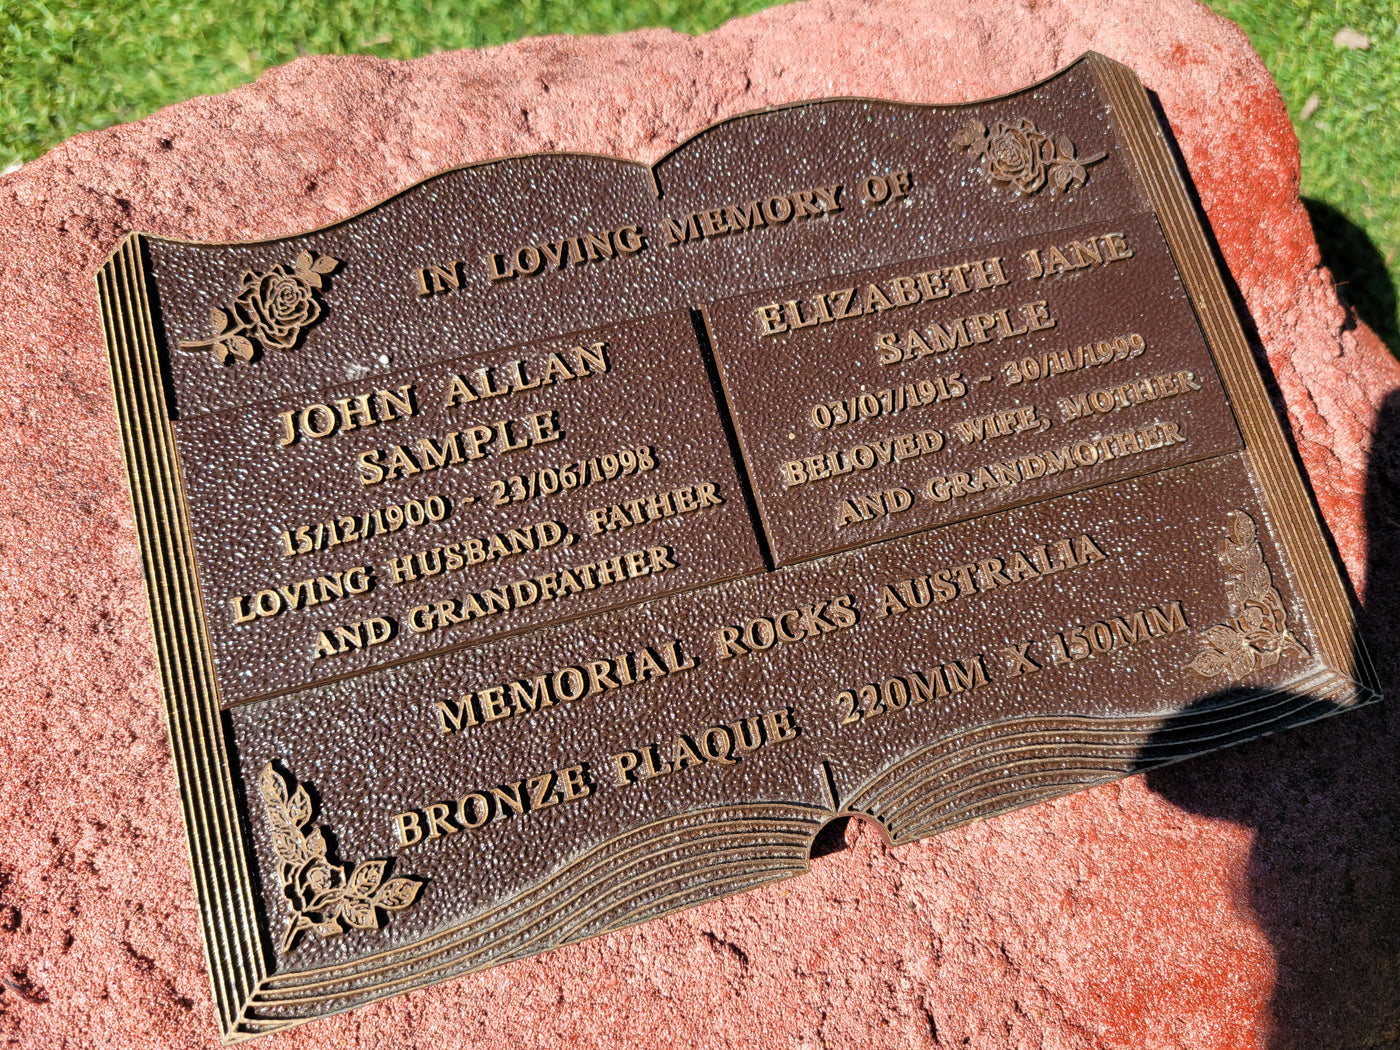 IN LOVING MEMORY OF
JOHN ALLAN
SAMPLE
15/12/1900 ~ 23/06/1998
LOVING HUSBAND, FATHER
AND GRANDFATHER
ELIZABETH JANE
SAMPLE
03/07/1915 ~ 30/11/1999
BELOVED WIFE, MOTHER
AND GRANDMOTHER
MEMORIAL ROCKS AUSTRALIA
BRONZE PLAQUE 220MM X 150MM